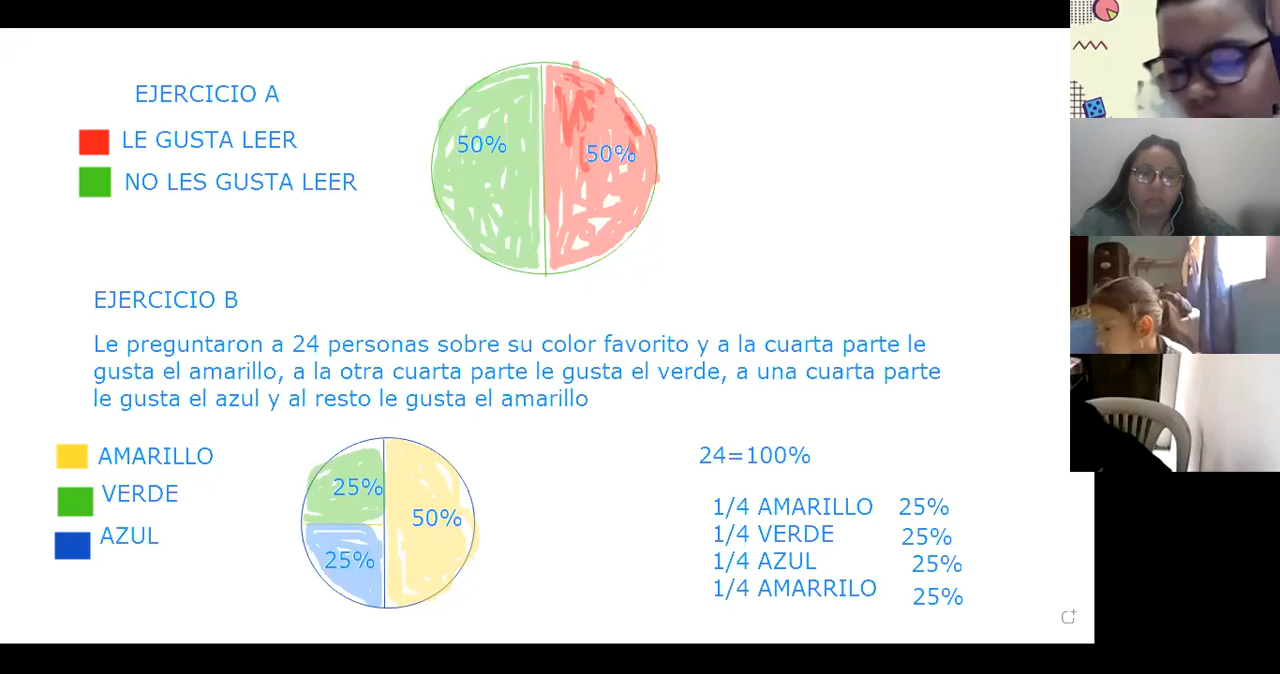 EJERCICIO A
LE GUSTA LEER
NO LES GUSTA LEER
50%
50%
EJERCICIO B
Le preguntaron a 24 personas sobre su color favorito y a la cuarta parte le
gusta el amarillo, a la otra cuarta parte le gusta el verde, a una cuarta parte
le gusta el azul y al resto le gusta el amarillo
AMARILLO
VERDE
AZUL
25%
50%
25%
24=100%
1/4 AMARILLO 25%
1/4 VERDE 25%
1/4 AZUL 25%
1/4 AMARRILO 25%